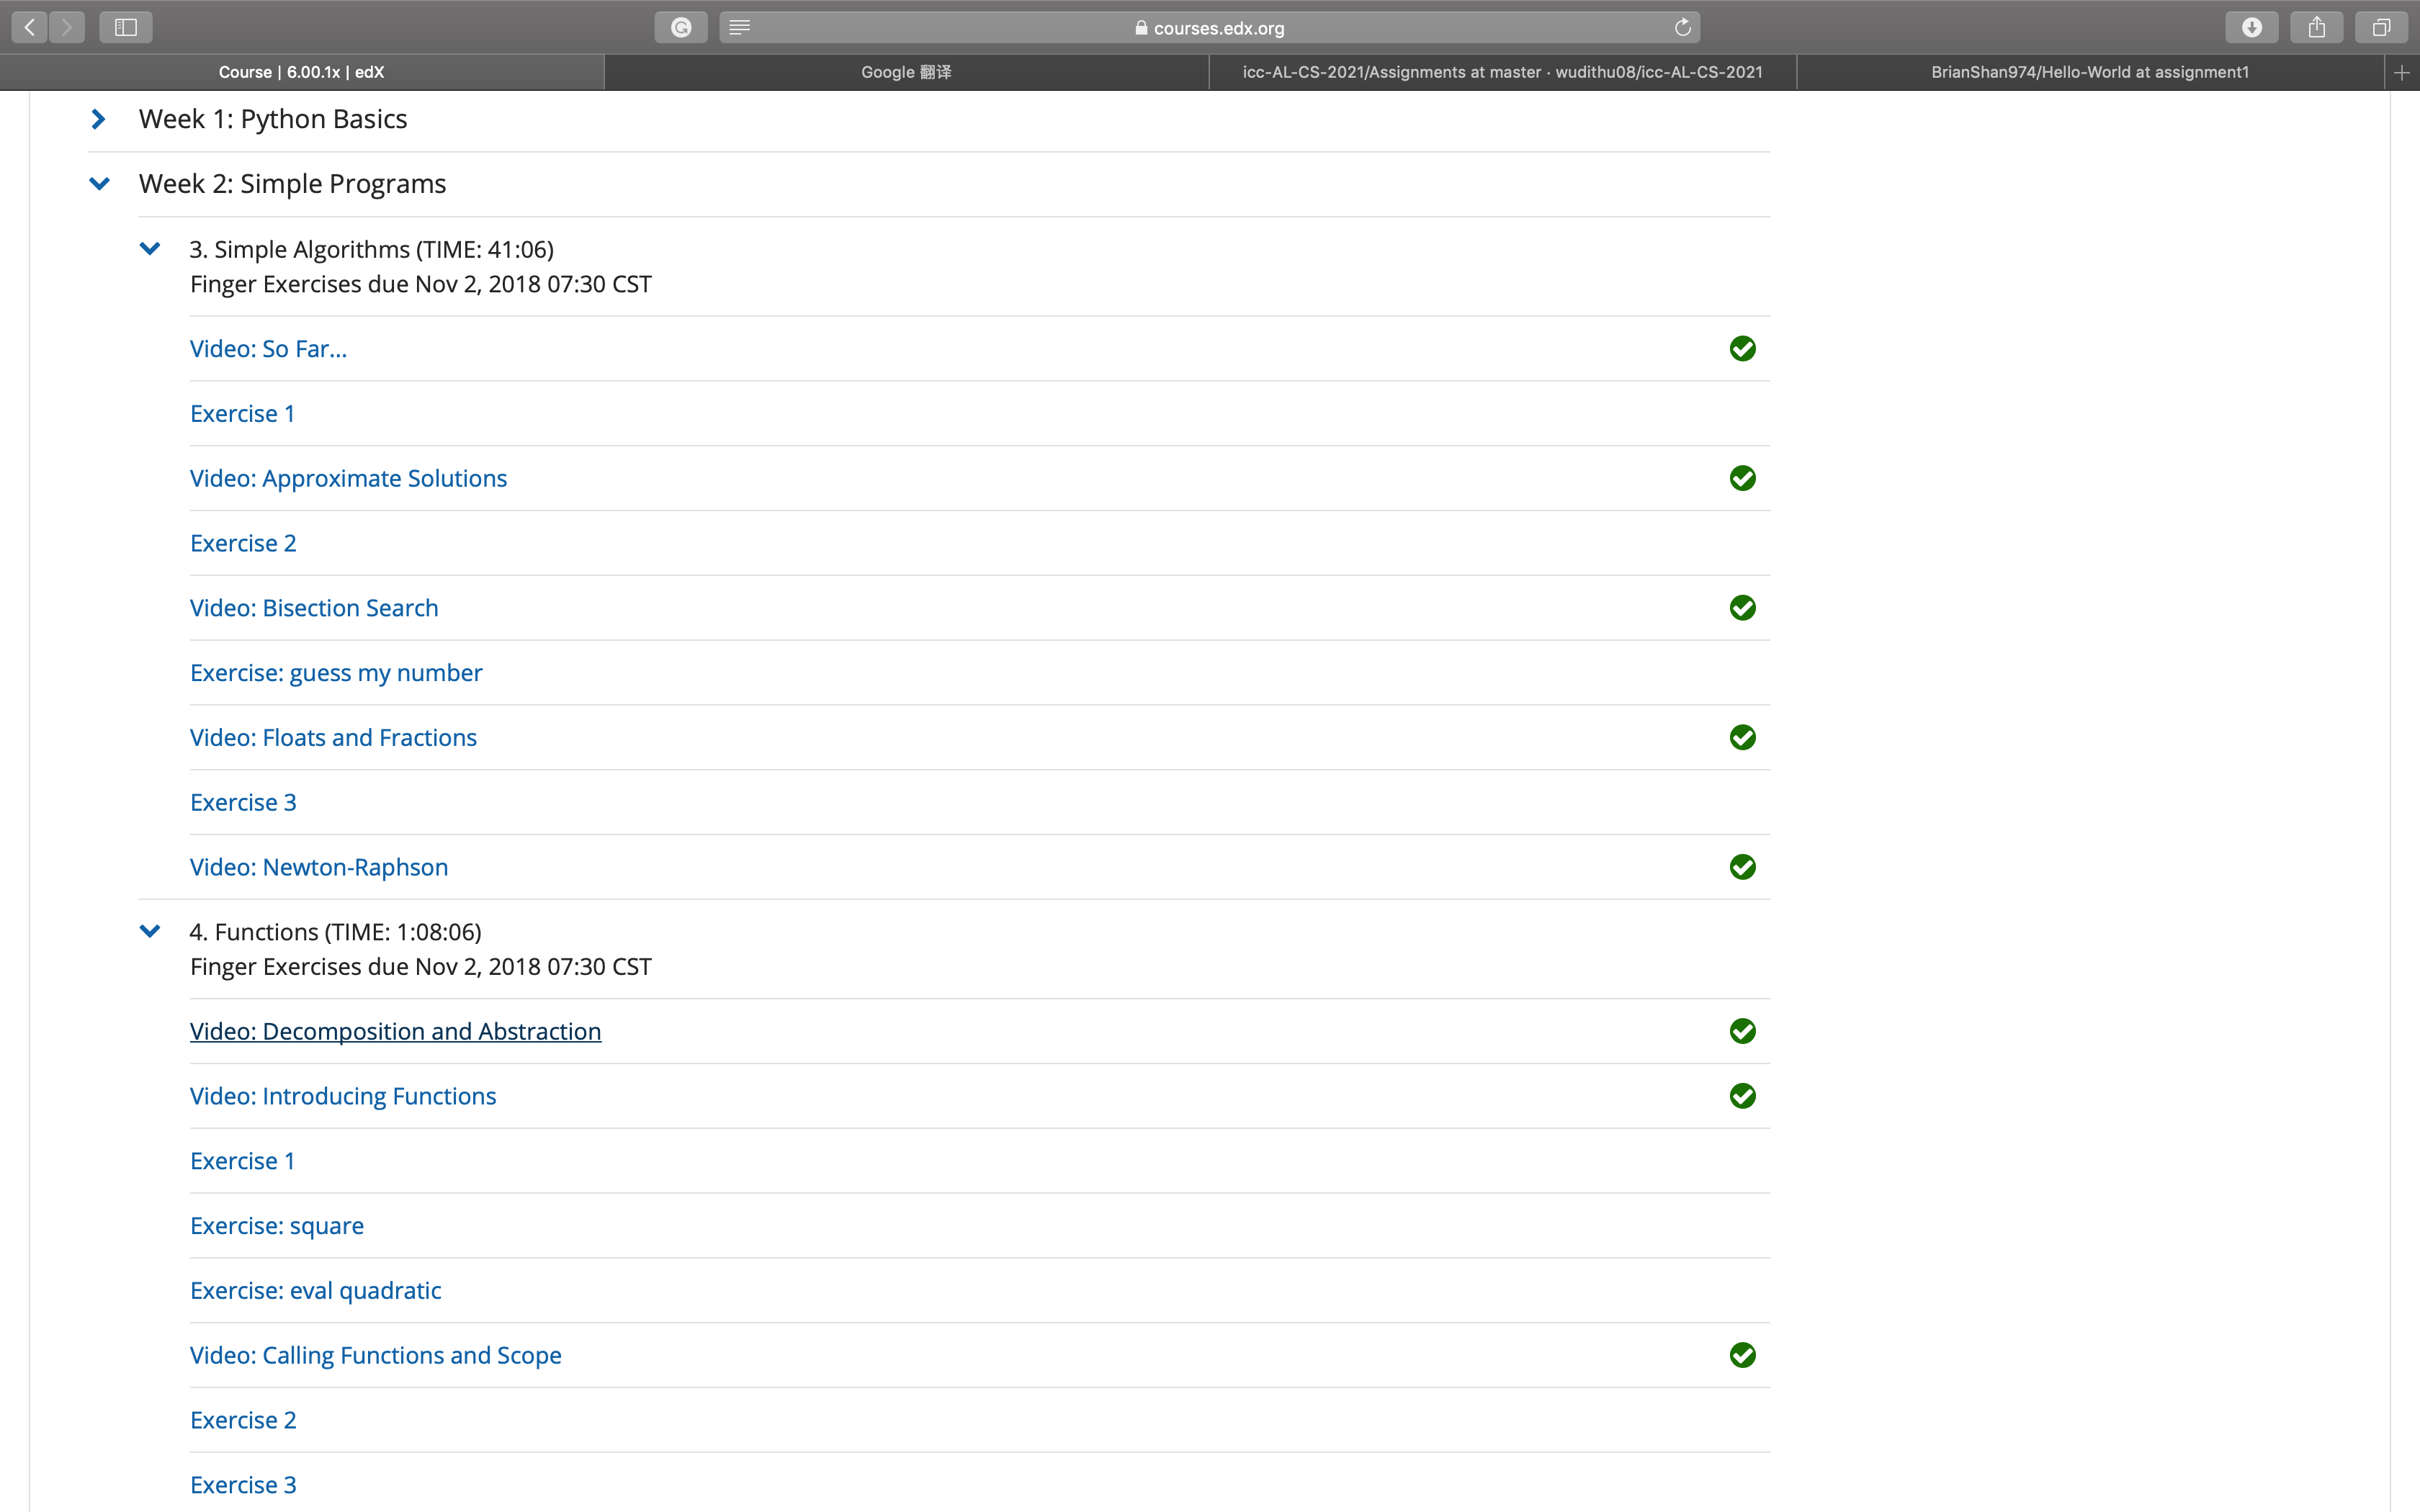 courses.edx.org
Course | 6.00.1x | edX
Google 翻译
icc-AL-CS-2021/Assignments at master · wudithu08/icc-AL-CS-2021
BrianShan974/Hello-World at assignment1
Week 1: Python Basics
Week 2: Simple Programs
3. Simple Algorithms (TIME: 41:06)
Finger Exercises due Nov 2, 2018 07:30 CST
Video: So Far...
Exercise 1
Video: Approximate Solutions
Exercise 2
Video: Bisection Search
Exercise: guess my number
Video: Floats and Fractions
Exercise 3
Video: Newton-Raphson
4. Functions (TIME: 1:08:06)
Finger Exercises due Nov 2, 2018 07:30 CST
Video: Decomposition and Abstraction
Video: Introducing Functions
Exercise 1
Exercise: square
Exercise: eval quadratic
Video: Calling Functions and Scope
Exercise 2
Exercise 3